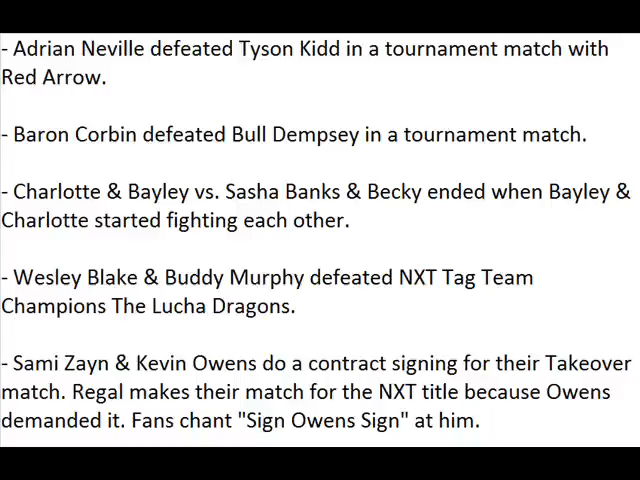 - Adrian Neville defeated Tyson Kidd in a tournament match with
Red Arrow.
- Baron Corbin defeated Bull Dempsey in a tournament match.
- Charlotte & Bayley vs. Sasha Banks & Becky ended when Bayley &
Charlotte started fighting each other.
- Wesley Blake & Buddy Murphy defeated NXT Tag Team
Champions The Lucha Dragons.
- Sami Zayn & Kevin Owens do a contract signing for their Takeover
match. Regal makes their match for the NXT title because Owens
demanded it. Fans chant "Sign Owens Sign" at him.